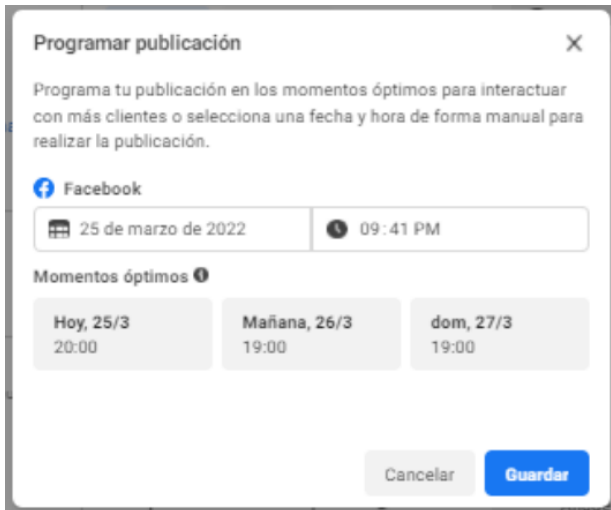 Programar publicación
Programa tu publicación en los momentos óptimos para interactuar
con más clientes o selecciona una fecha y hora de forma manual para
realizar la publicación.
Facebook
25 de marzo de 2022 09:41 PM
Momentos óptimos
Hoy, 25/3 Mañana, 26/3 dom, 27/3
20:00 19:00 19:00
Cancelar Guardar